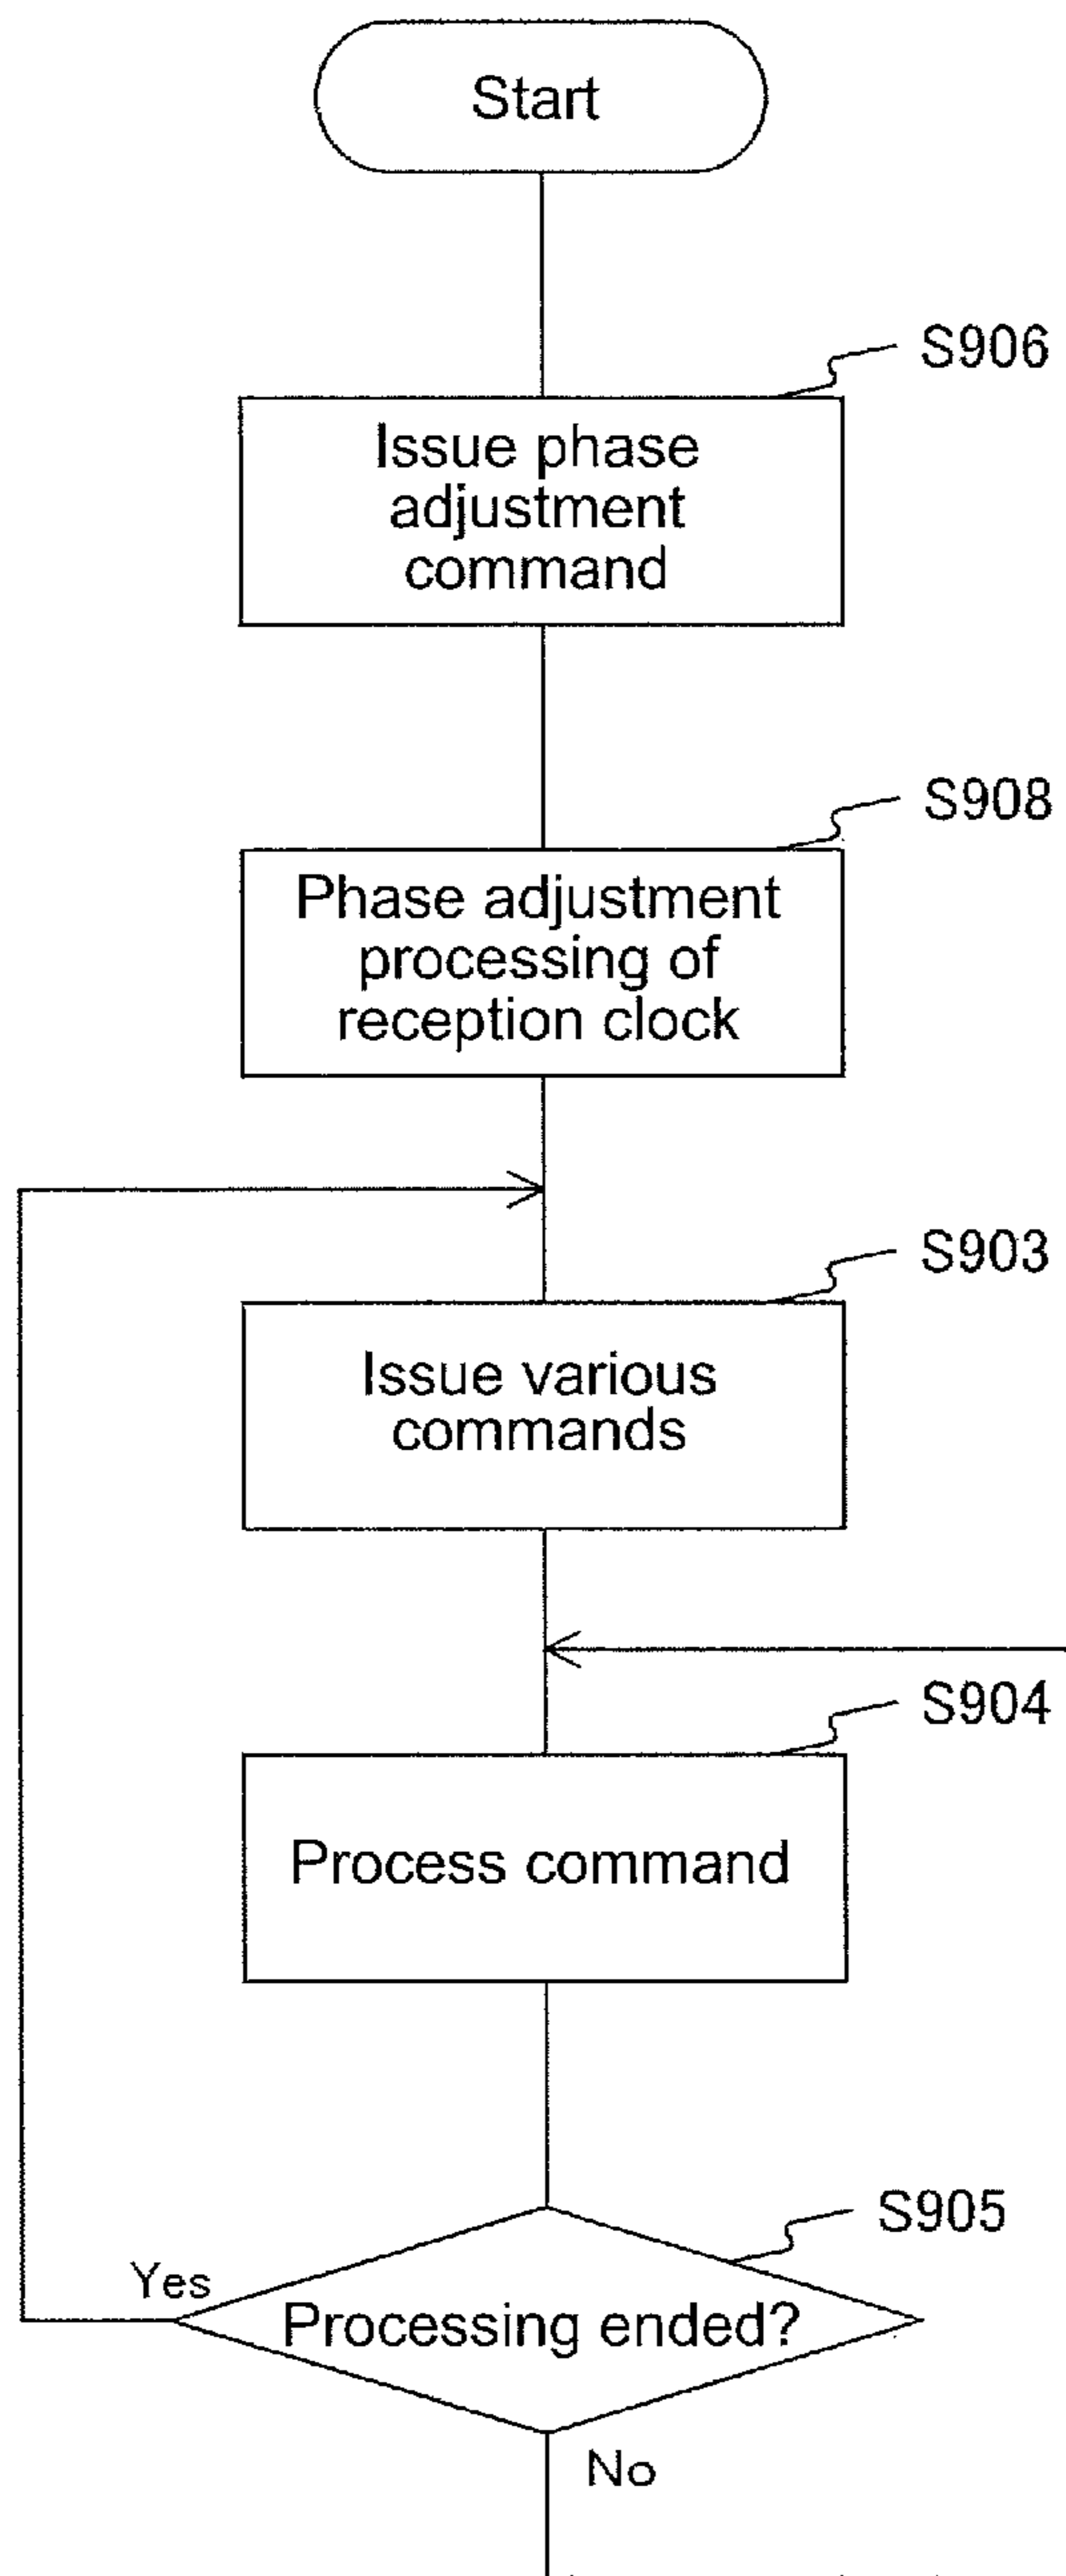 Start
S906
Issue phase
adjustment
command
S908
Phase adjustment
processing of
reception clock
S903
Issue various
commands
S904
Process command
S905
Yes
Processing ended?
No